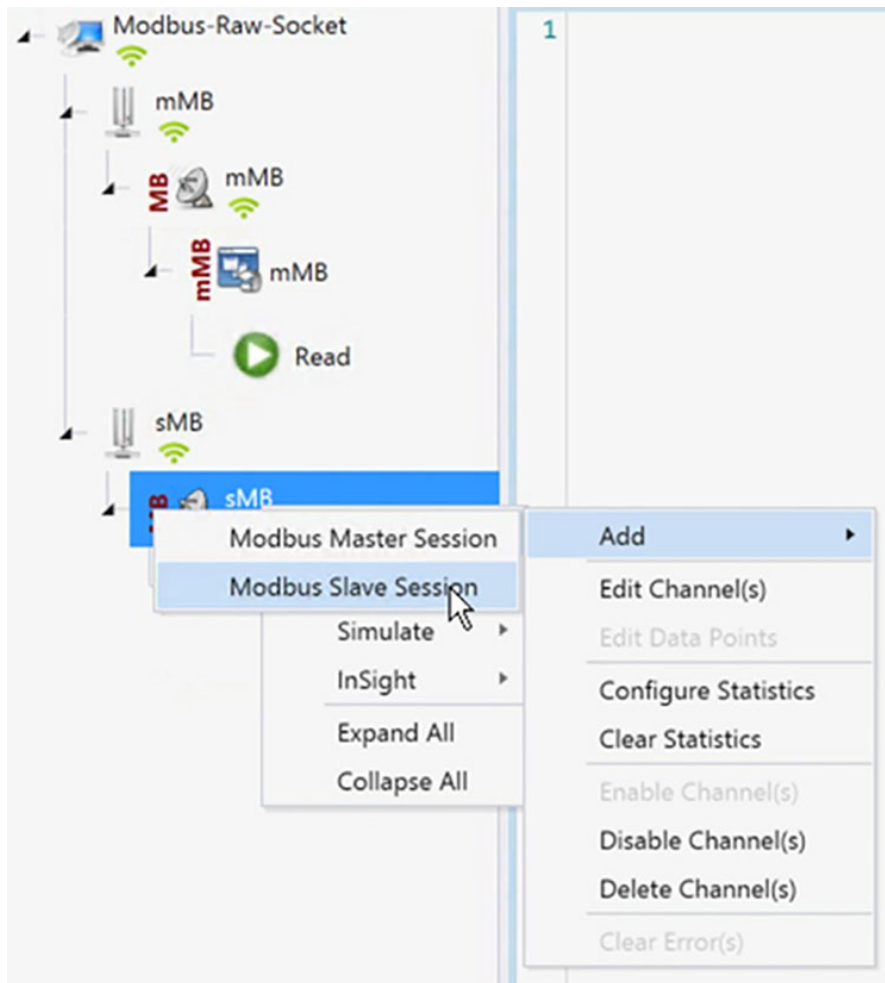 Modbus-Raw-Socket
1
mMB
MB
mMB
mMB
mMB
Read
sMB
sMB
Modbus Master Session
Modbus Slave Session
Simulate
InSight
Expand All
Collapse All
Add
Edit Channel(s)
Edit Data Points
Configure Statistics
Clear Statistics
Enable Channel(s)
Disable Channel(s)
Delete Channel(s)
Clear Error(s)